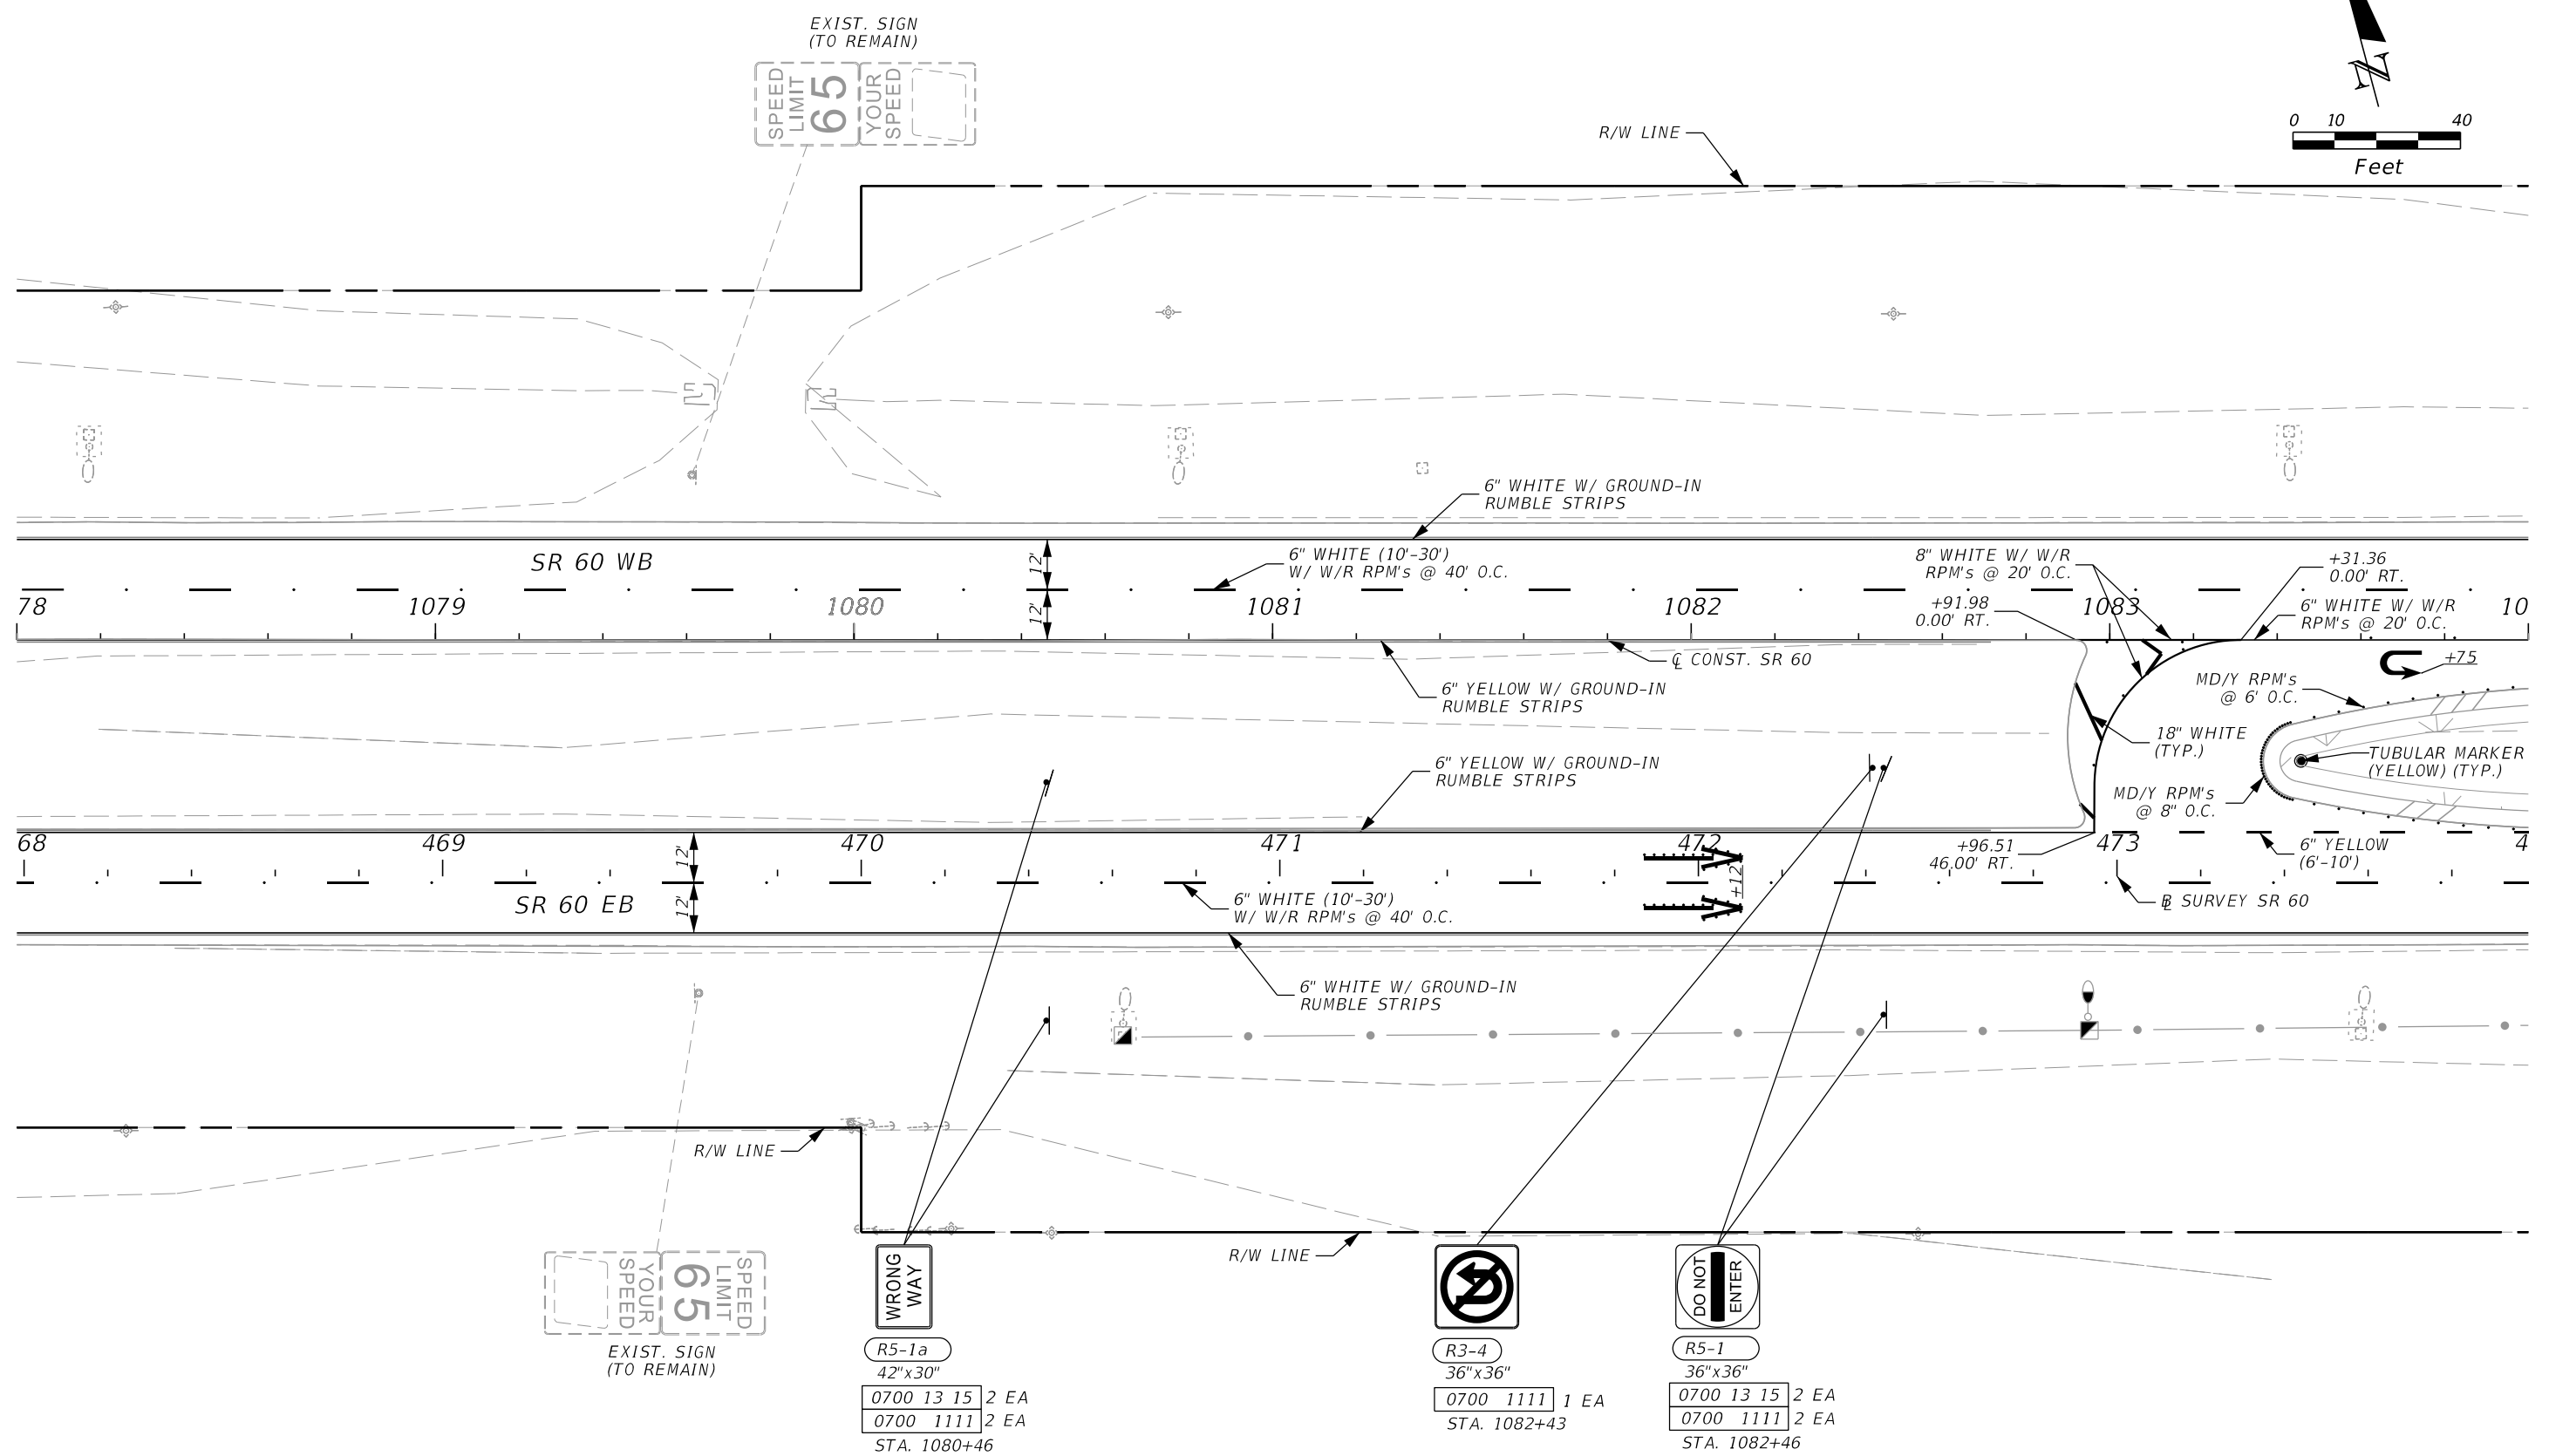 EXIST. SIGN
(TO REMAIN)
SPEED
LIMIT
65
YOUR
SPEED
N
0 10 40
Feet
R/W LINE
6" WHITE W/ GROUND-IN
RUMBLE STRIPS
SR 60 WB
12'
12'
6" WHITE (10'-30')
W/ W/R RPM's @ 40' O.C.
8" WHITE W/ W/R
RPM's @ 20' O.C.
+31.36
0.00' RT.
78 1079 1080 1081 1082 1083 10
+91.98
0.00' RT.
6" WHITE W/ W/R
RPM's @ 20' O.C.
℄ CONST. SR 60
+75
6" YELLOW W/ GROUND-IN
RUMBLE STRIPS
MD/Y RPM's
@ 6' O.C.
18" WHITE
(TYP.)
TUBULAR MARKER
(YELLOW) (TYP.)
6" YELLOW W/ GROUND-IN
RUMBLE STRIPS
MD/Y RPM's
@ 8" O.C.
68 469 470 471 472 473 4
+96.51
46.00' RT.
6" YELLOW
(6'-10')
12'
12'
+12
SR 60 EB
6" WHITE (10'-30')
W/ W/R RPM's @ 40' O.C.
BL SURVEY SR 60
6" WHITE W/ GROUND-IN
RUMBLE STRIPS
R/W LINE
R/W LINE
SPEED
LIMIT
65
YOUR
SPEED
EXIST. SIGN
(TO REMAIN)
WRONG
WAY
R5-1a
42"x30"
0700 13 15 2 EA
0700 1111 2 EA
STA. 1080+46
R3-4
36"x36"
0700 1111 1 EA
STA. 1082+43
DO NOT
ENTER
R5-1
36"x36"
0700 13 15 2 EA
0700 1111 2 EA
STA. 1082+46